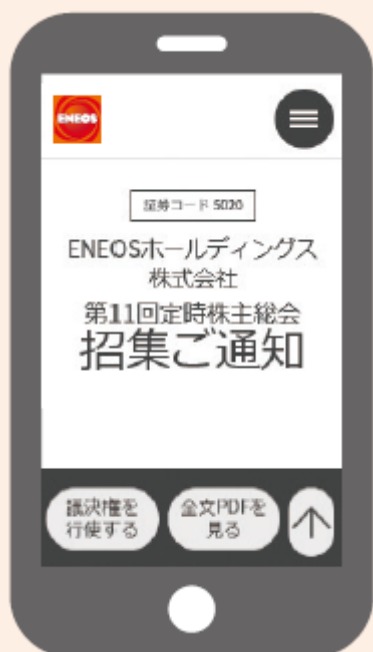 ENEOS
証券コード 5020
ENEOSホールディングス
株式会社
第11回定時株主総会
招集ご通知
議決権を
行使する
全文PDFを
見る